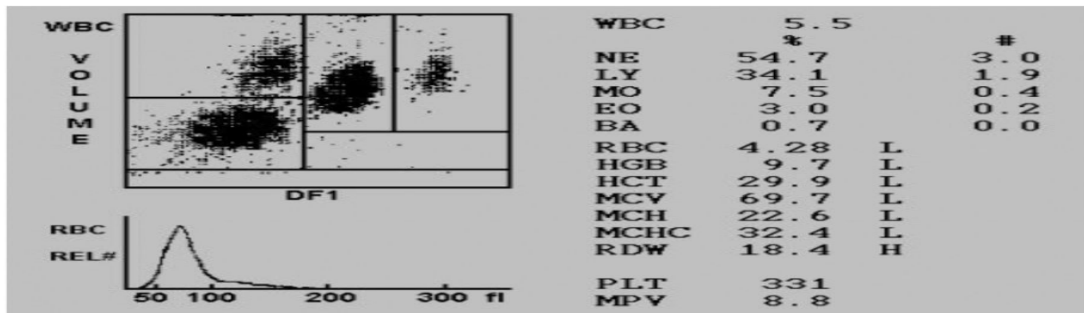 WBC
VOLUME
DF1
RBC
REL#
50 100 200 300 fl
WBC 5.5
% #
NE 54.7 3.0
LY 34.1 1.9
MO 7.5 0.4
EO 3.0 0.2
BA 0.7 0.0
RBC 4.28 L
HGB 9.7 L
HCT 29.9 L
MCV 69.7 L
MCH 22.6 L
MCHC 32.4 L
RDW 18.4 H
PLT 331
MPV 8.8